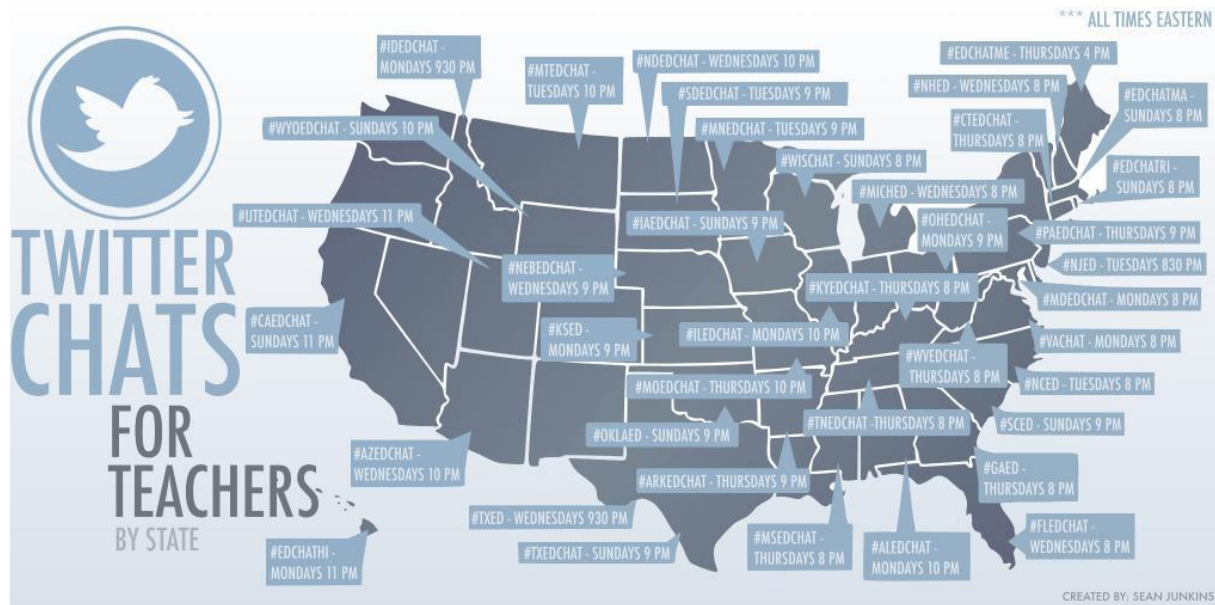 *** ALL TIMES EASTERN
TWITTER
CHATS
FOR
TEACHERS
BY STATE
#IDEDCHAT -
MONDAYS 930 PM
#MTEDCHAT -
TUESDAYS 10 PM
#NDEDCHAT - WEDNESDAYS 10 PM
#SDEDCHAT - TUESDAYS 9 PM
#MNEDCHAT - TUESDAYS 9 PM
#WISCHAT - SUNDAYS 8 PM
#MICHED - WEDNESDAYS 8 PM
#EDCHATME - THURSDAYS 4 PM
#NHED - WEDNESDAYS 8 PM
#CTEDCHAT -
THURSDAYS 8 PM
#EDCHATMA -
SUNDAYS 8 PM
#EDCHATRI -
SUNDAYS 8 PM
#WYOEDCHAT - SUNDAYS 10 PM
#UTEDCHAT - WEDNESDAYS 11 PM
#IAEDCHAT - SUNDAYS 9 PM
#OHEDCHAT -
MONDAYS 9 PM
#PAEDCHAT - THURSDAYS 9 PM
#NJED - TUESDAYS 830 PM
#NEBEDCHAT -
WEDNESDAYS 9 PM
#KYEDCHAT - THURSDAYS 8 PM
#MDEDCHAT - MONDAYS 8 PM
#CAEDCHAT -
SUNDAYS 11 PM
#KSED -
MONDAYS 9 PM
#ILEDCHAT - MONDAYS 10 PM
#VACHAT - MONDAYS 8 PM
#WVEDCHAT -
THURSDAYS 8 PM
#MOEDCHAT - THURSDAYS 10 PM
#NCED - TUESDAYS 8 PM
#OKLAED - SUNDAYS 9 PM
#TNEDCHAT -THURSDAYS 8 PM
#SCED - SUNDAYS 9 PM
#AZEDCHAT -
WEDNESDAYS 10 PM
#ARKEDCHAT - THURSDAYS 9 PM
#GAED -
THURSDAYS 8 PM
#TXED - WEDNESDAYS 930 PM
#TXEDCHAT - SUNDAYS 9 PM
#MSEDCHAT -
THURSDAYS 8 PM
#ALEDCHAT -
MONDAYS 10 PM
#FLEDCHAT -
WEDNESDAYS 8 PM
#EDCHATHI -
MONDAYS 11 PM
CREATED BY: SEAN JUNKINS